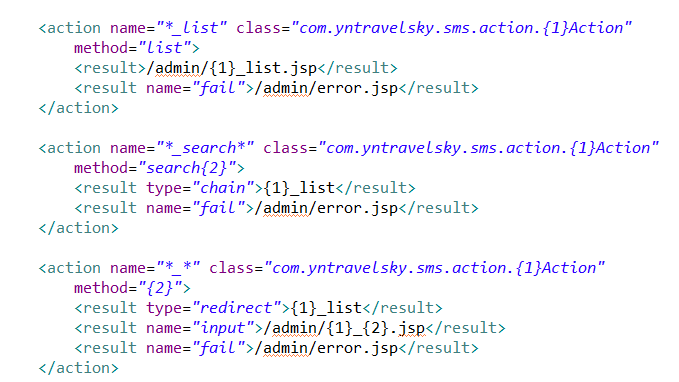 <action name="*_list" class="com.yntravelsky.sms.action.{1}Action"
method="list">
<result>/admin/{1}_list.jsp</result>
<result name="fail">/admin/error.jsp</result>
</action>
<action name="*_search*" class="com.yntravelsky.sms.action.{1}Action"
method="search{2}">
<result type="chain">{1}_list</result>
<result name="fail">/admin/error.jsp</result>
</action>
<action name="*_*" class="com.yntravelsky.sms.action.{1}Action"
method="{2}">
<result type="redirect">{1}_list</result>
<result name="input">/admin/{1}_{2}.jsp</result>
<result name="fail">/admin/error.jsp</result>
</action>